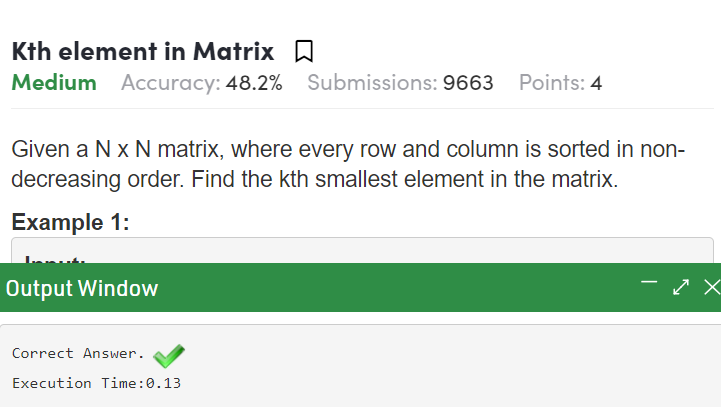 Kth element in Matrix
Medium Accuracy: 48.2% Submissions: 9663 Points: 4
Given a N x N matrix, where every row and column is sorted in non-
decreasing order. Find the kth smallest element in the matrix.
Example 1:
Input:
Output Window
Correct Answer.
Execution Time:0.13